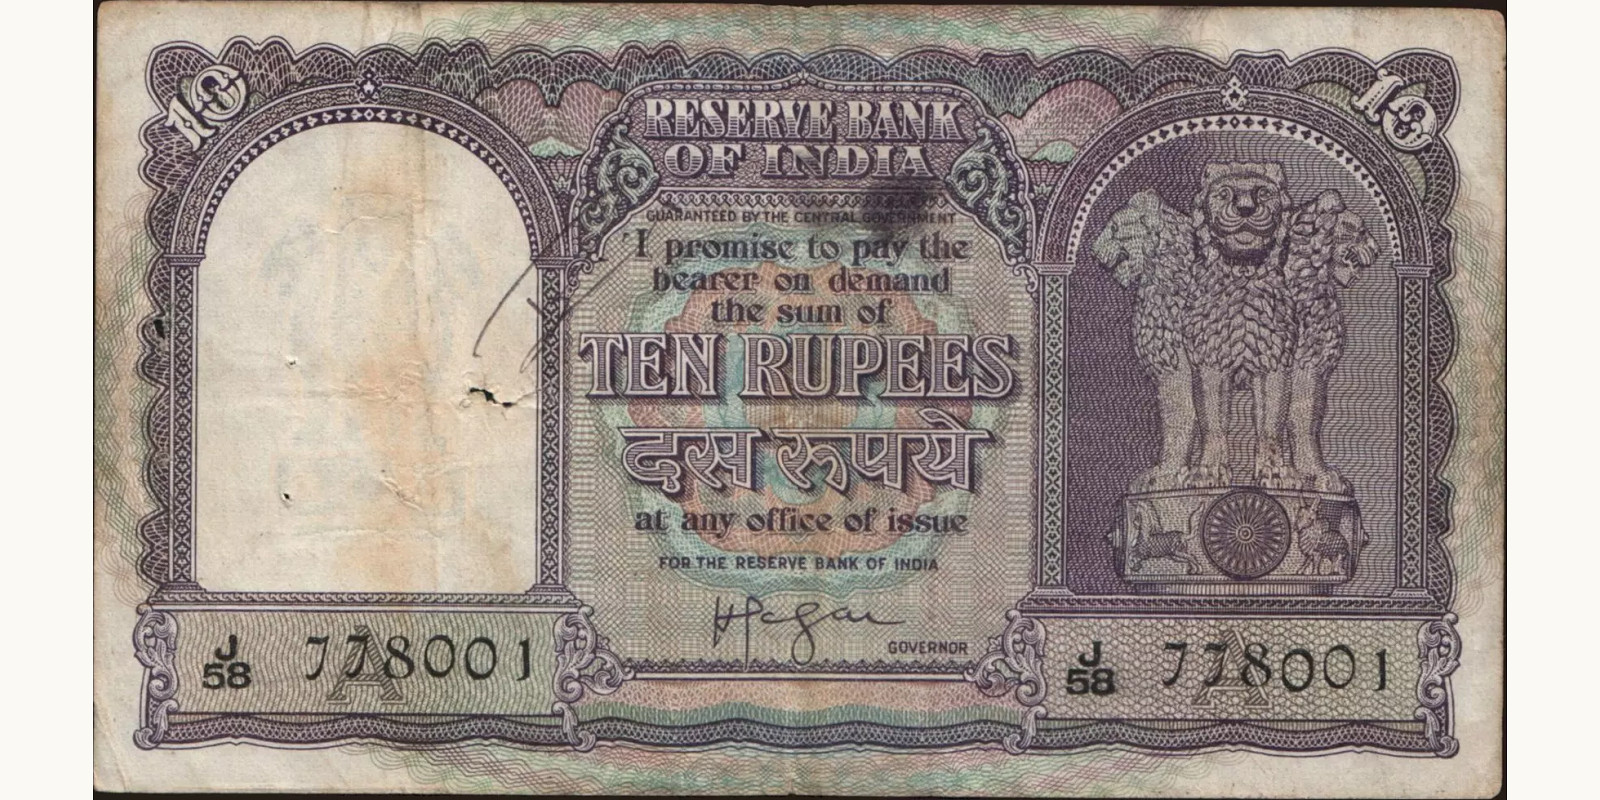 10 10
RESERVE BANK
OF INDIA
GUARANTEED BY THE CENTRAL GOVERNMENT
I promise to pay the
bearer on demand
the sum of
TEN RUPEES
दस रूपये
at any office of issue
FOR THE RESERVE BANK OF INDIA
GOVERNOR
J/58 778001
A
J/58 778001
A